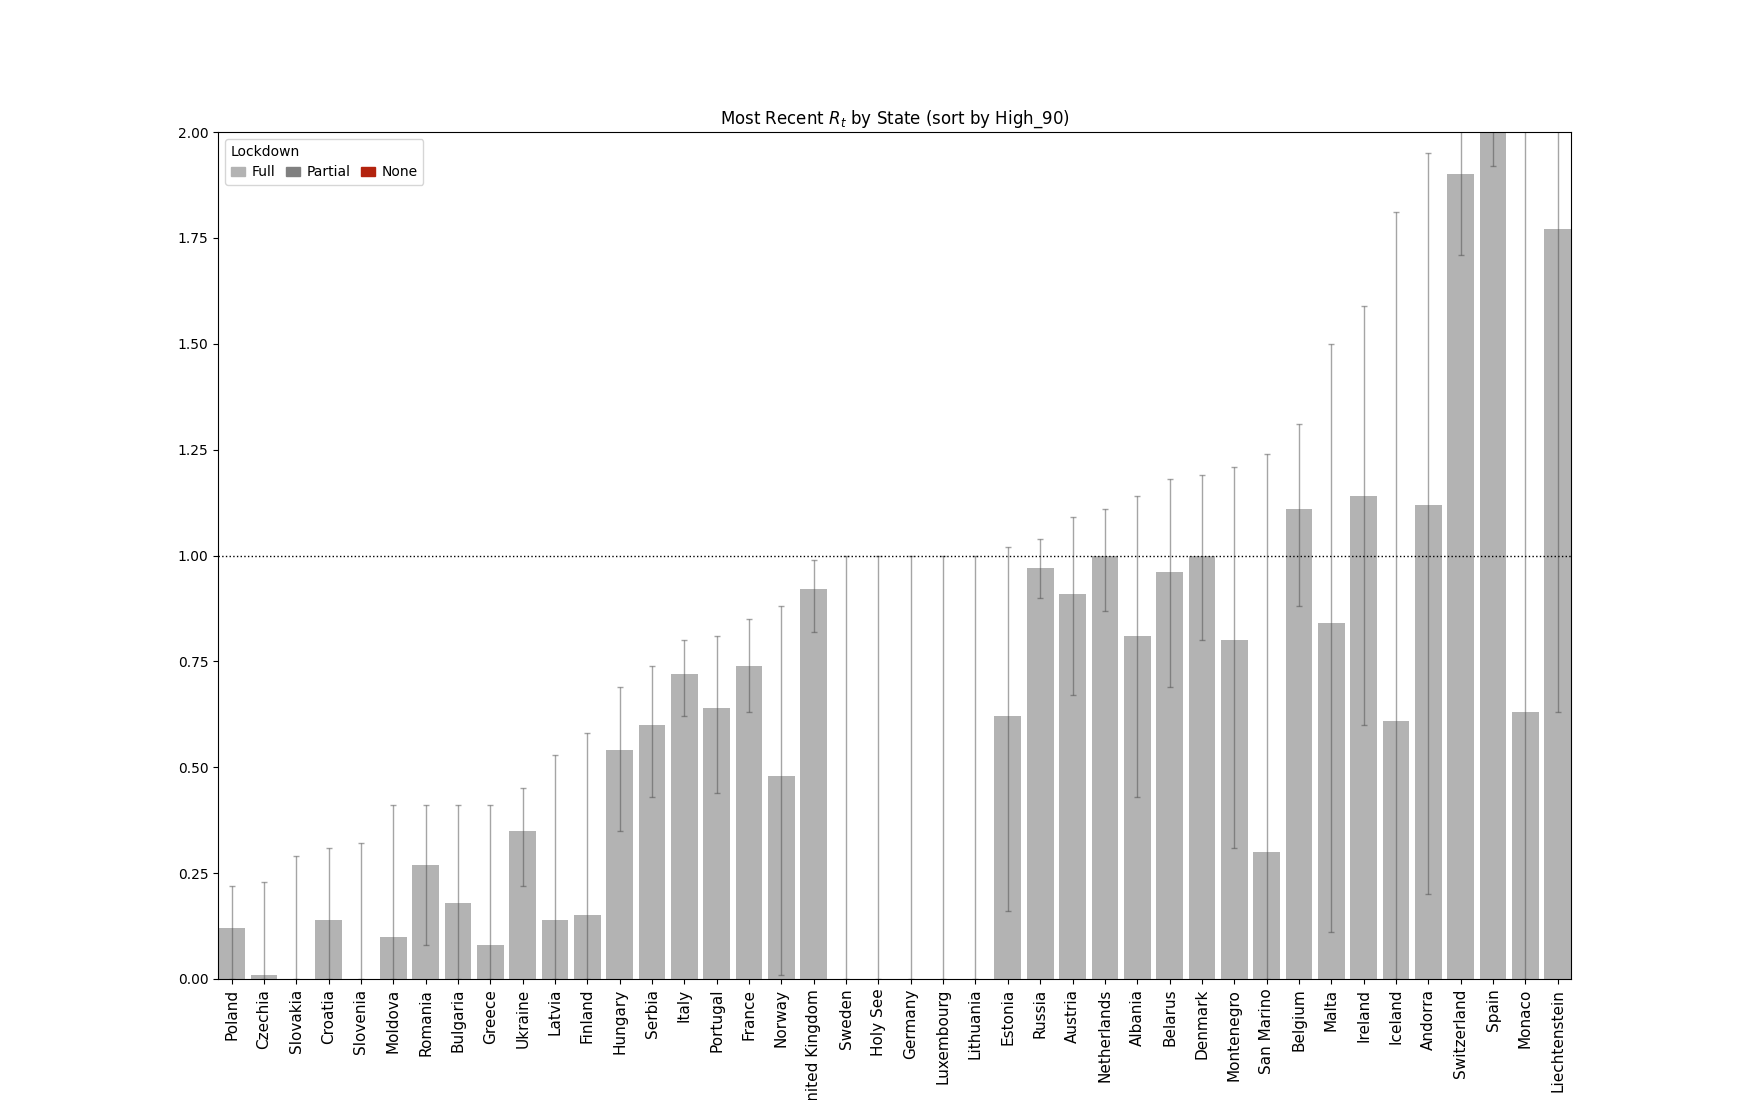 Most Recent R_t by State (sort by High_90)
2.00
Lockdown
Full Partial None
1.75
1.50
1.25
1.00
0.75
0.50
0.25
0.00
Poland
Czechia
Slovakia
Croatia
Slovenia
Moldova
Romania
Bulgaria
Greece
Ukraine
Latvia
Finland
Hungary
Serbia
Italy
Portugal
France
Norway
nited Kingdom
Sweden
Holy See
Germany
Luxembourg
Lithuania
Estonia
Russia
Austria
Netherlands
Albania
Belarus
Denmark
Montenegro
San Marino
Belgium
Malta
Ireland
Iceland
Andorra
Switzerland
Spain
Monaco
Liechtenstein